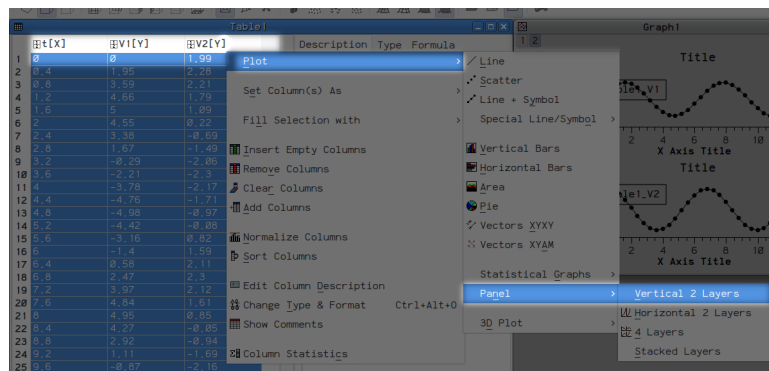 Table1
Graph1
t[X] V1[Y] V2[Y]
Description Type Formula
1 2
1 0 0 1,99
2 0,4 1,95 2,28
3 0,8 3,59 2,21
4 1,2 4,66 1,79
5 1,6 5 1,09
6 2 4,55 0,22
7 2,4 3,38 -0,69
8 2,8 1,67 -1,49
9 3,2 -0,29 -2,06
10 3,6 -2,21 -2,3
11 4 -3,78 -2,17
12 4,4 -4,76 -1,71
13 4,8 -4,98 -0,97
14 5,2 -4,42 -0,08
15 5,6 -3,16 0,82
16 6 -1,4 1,59
17 6,4 0,58 2,11
18 6,8 2,47 2,3
19 7,2 3,97 2,12
20 7,6 4,84 1,61
21 8 4,95 0,85
22 8,4 4,27 -0,05
23 8,8 2,92 -0,94
24 9,2 1,11 -1,69
25 9,6 -0,87 -2,16
Plot
Set Column(s) As
Fill Selection with
Insert Empty Columns
Remove Columns
Clear Columns
Add Columns
Normalize Columns
Sort Columns
Edit Column Description
Change Type & Format Ctrl+Alt+O
Show Comments
Column Statistics
Line
Scatter
Line + Symbol
Special Line/Symbol
Vertical Bars
Horizontal Bars
Area
Pie
Vectors XYXY
Vectors XYAM
Statistical Graphs
Panel
3D Plot
Vertical 2 Layers
Horizontal 2 Layers
4 Layers
Stacked Layers
Title
ble1_V1
2 4 6 8 10
X Axis Title
Title
ble1_V2
2 4 6 8 10
X Axis Title